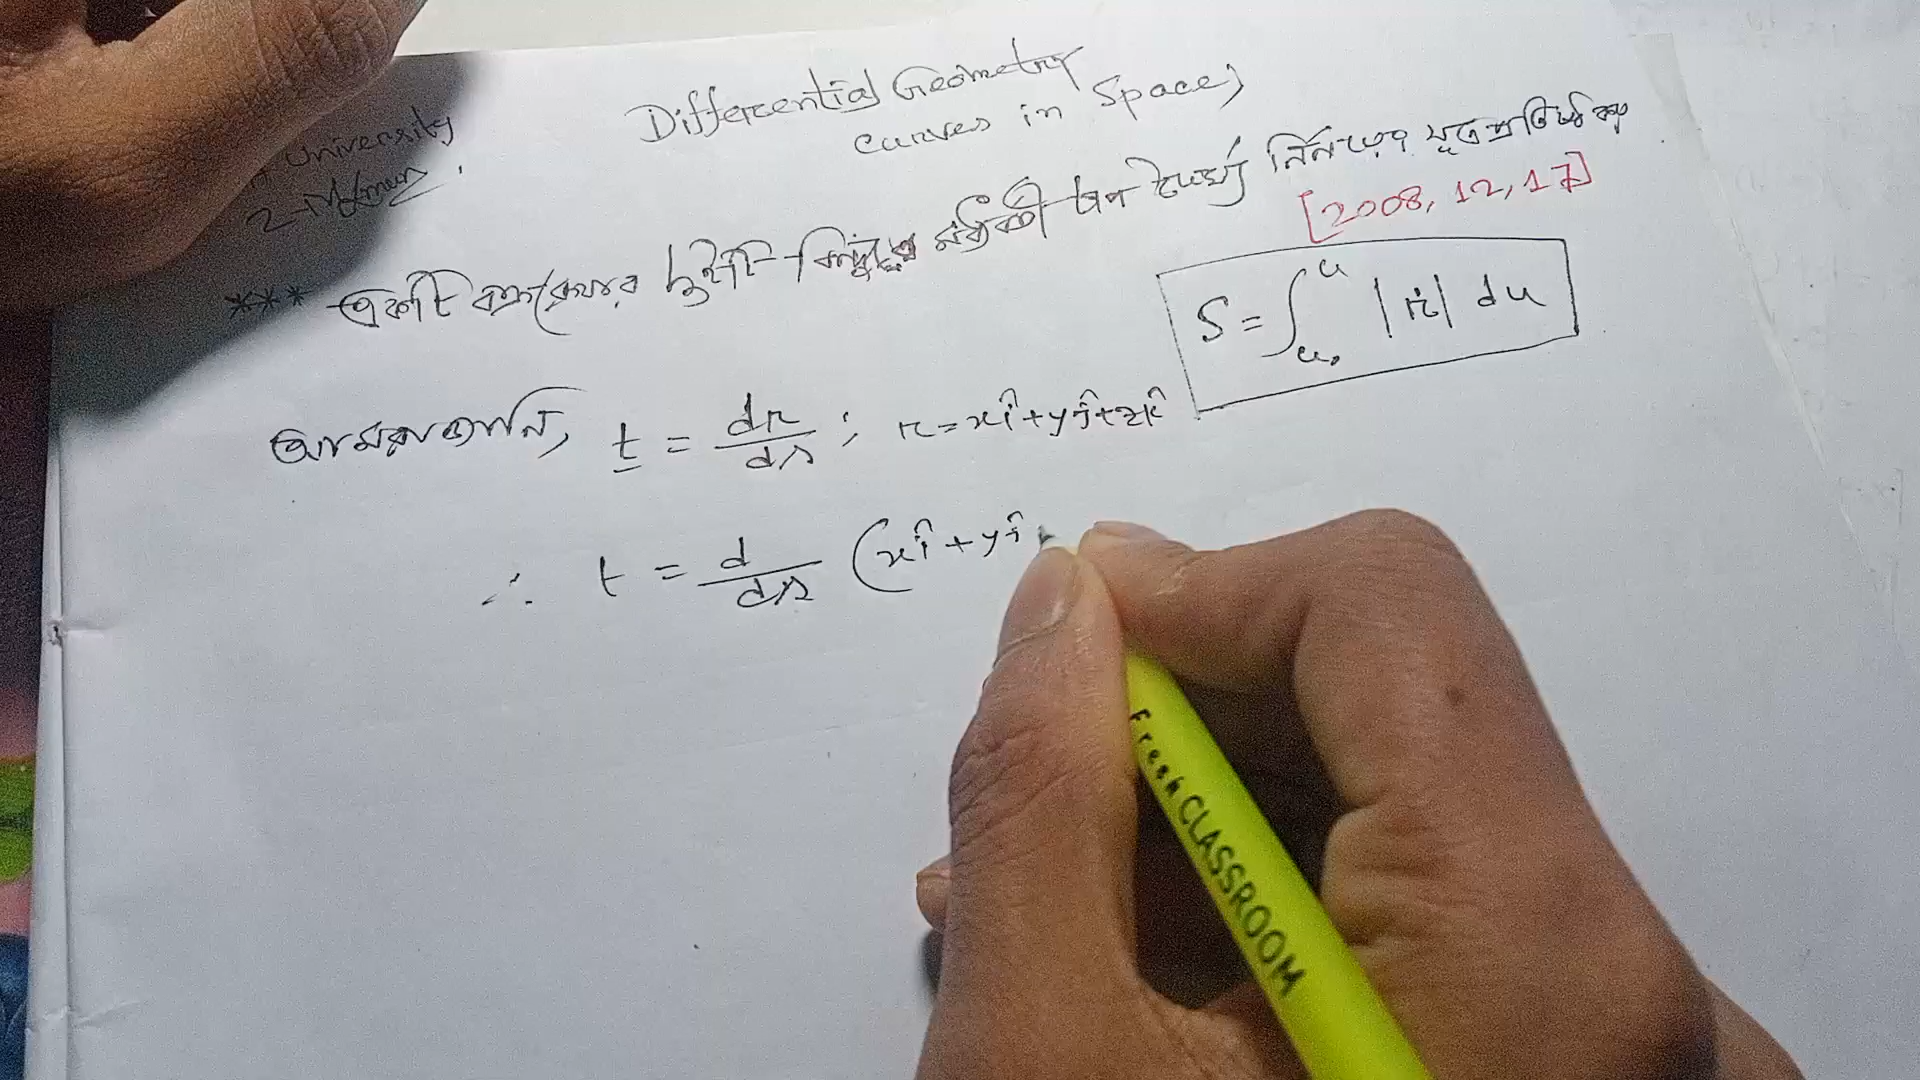 Differential Geometry
Curves in Space)
University
*** একটি বক্ররেখার দুইটি বিন্দুর মধ্যবর্তী চাপ দৈর্ঘ্য নির্ণয়ের সূত্র প্রতিষ্ঠা কর
[2008, 12, 17]
S = ∫_{u₀}^{u} |ṙ| du
আমরা জানি, t = dr/ds ; r = xî + yĵ + zk̂
∴ t = d/ds (xî + yĵ
Fresh CLASSROOM